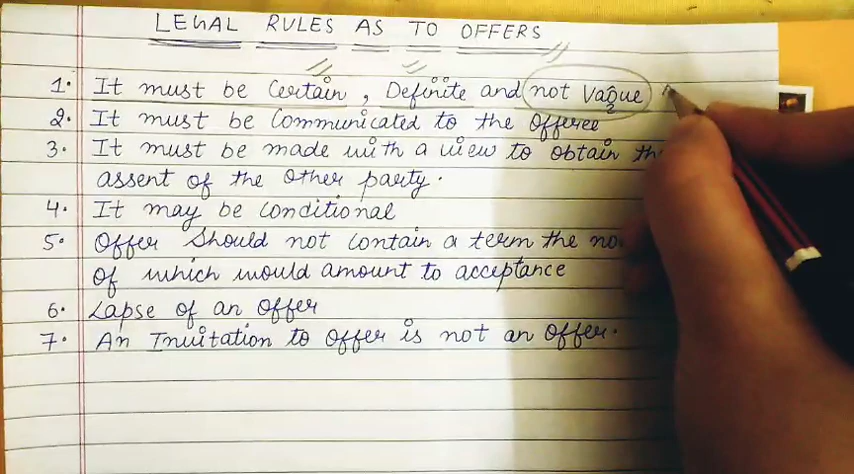 LEGAL RULES AS TO OFFERS
1. It must be Certain, Definite and not Vague
2. It must be Communicated to the Offeree
3. It must be made with a view to obtain
assent of the other party.
4. It may be Conditional
5. Offer Should not Contain a term the
of which would amount to acceptance
6. Lapse of an Offer
7. An Invitation to Offer is not an Offer.